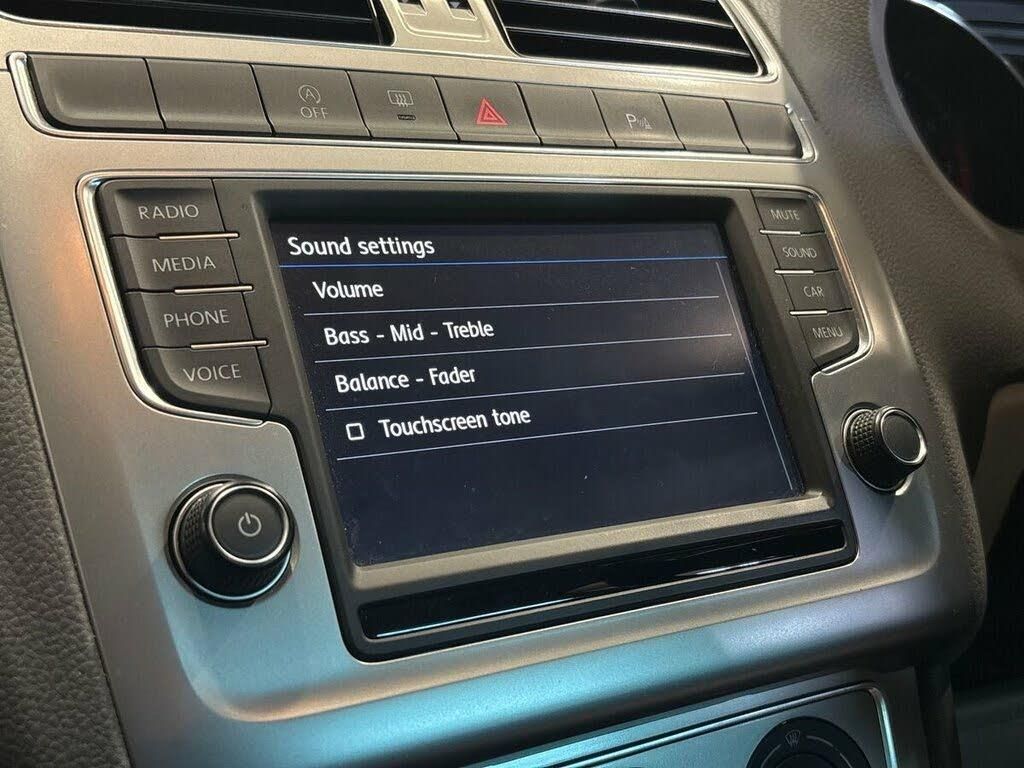 A
OFF
P
RADIO
MEDIA
PHONE
VOICE
Sound settings
Volume
Bass - Mid - Treble
Balance - Fader
Touchscreen tone
MUTE
SOUND
CAR
MENU